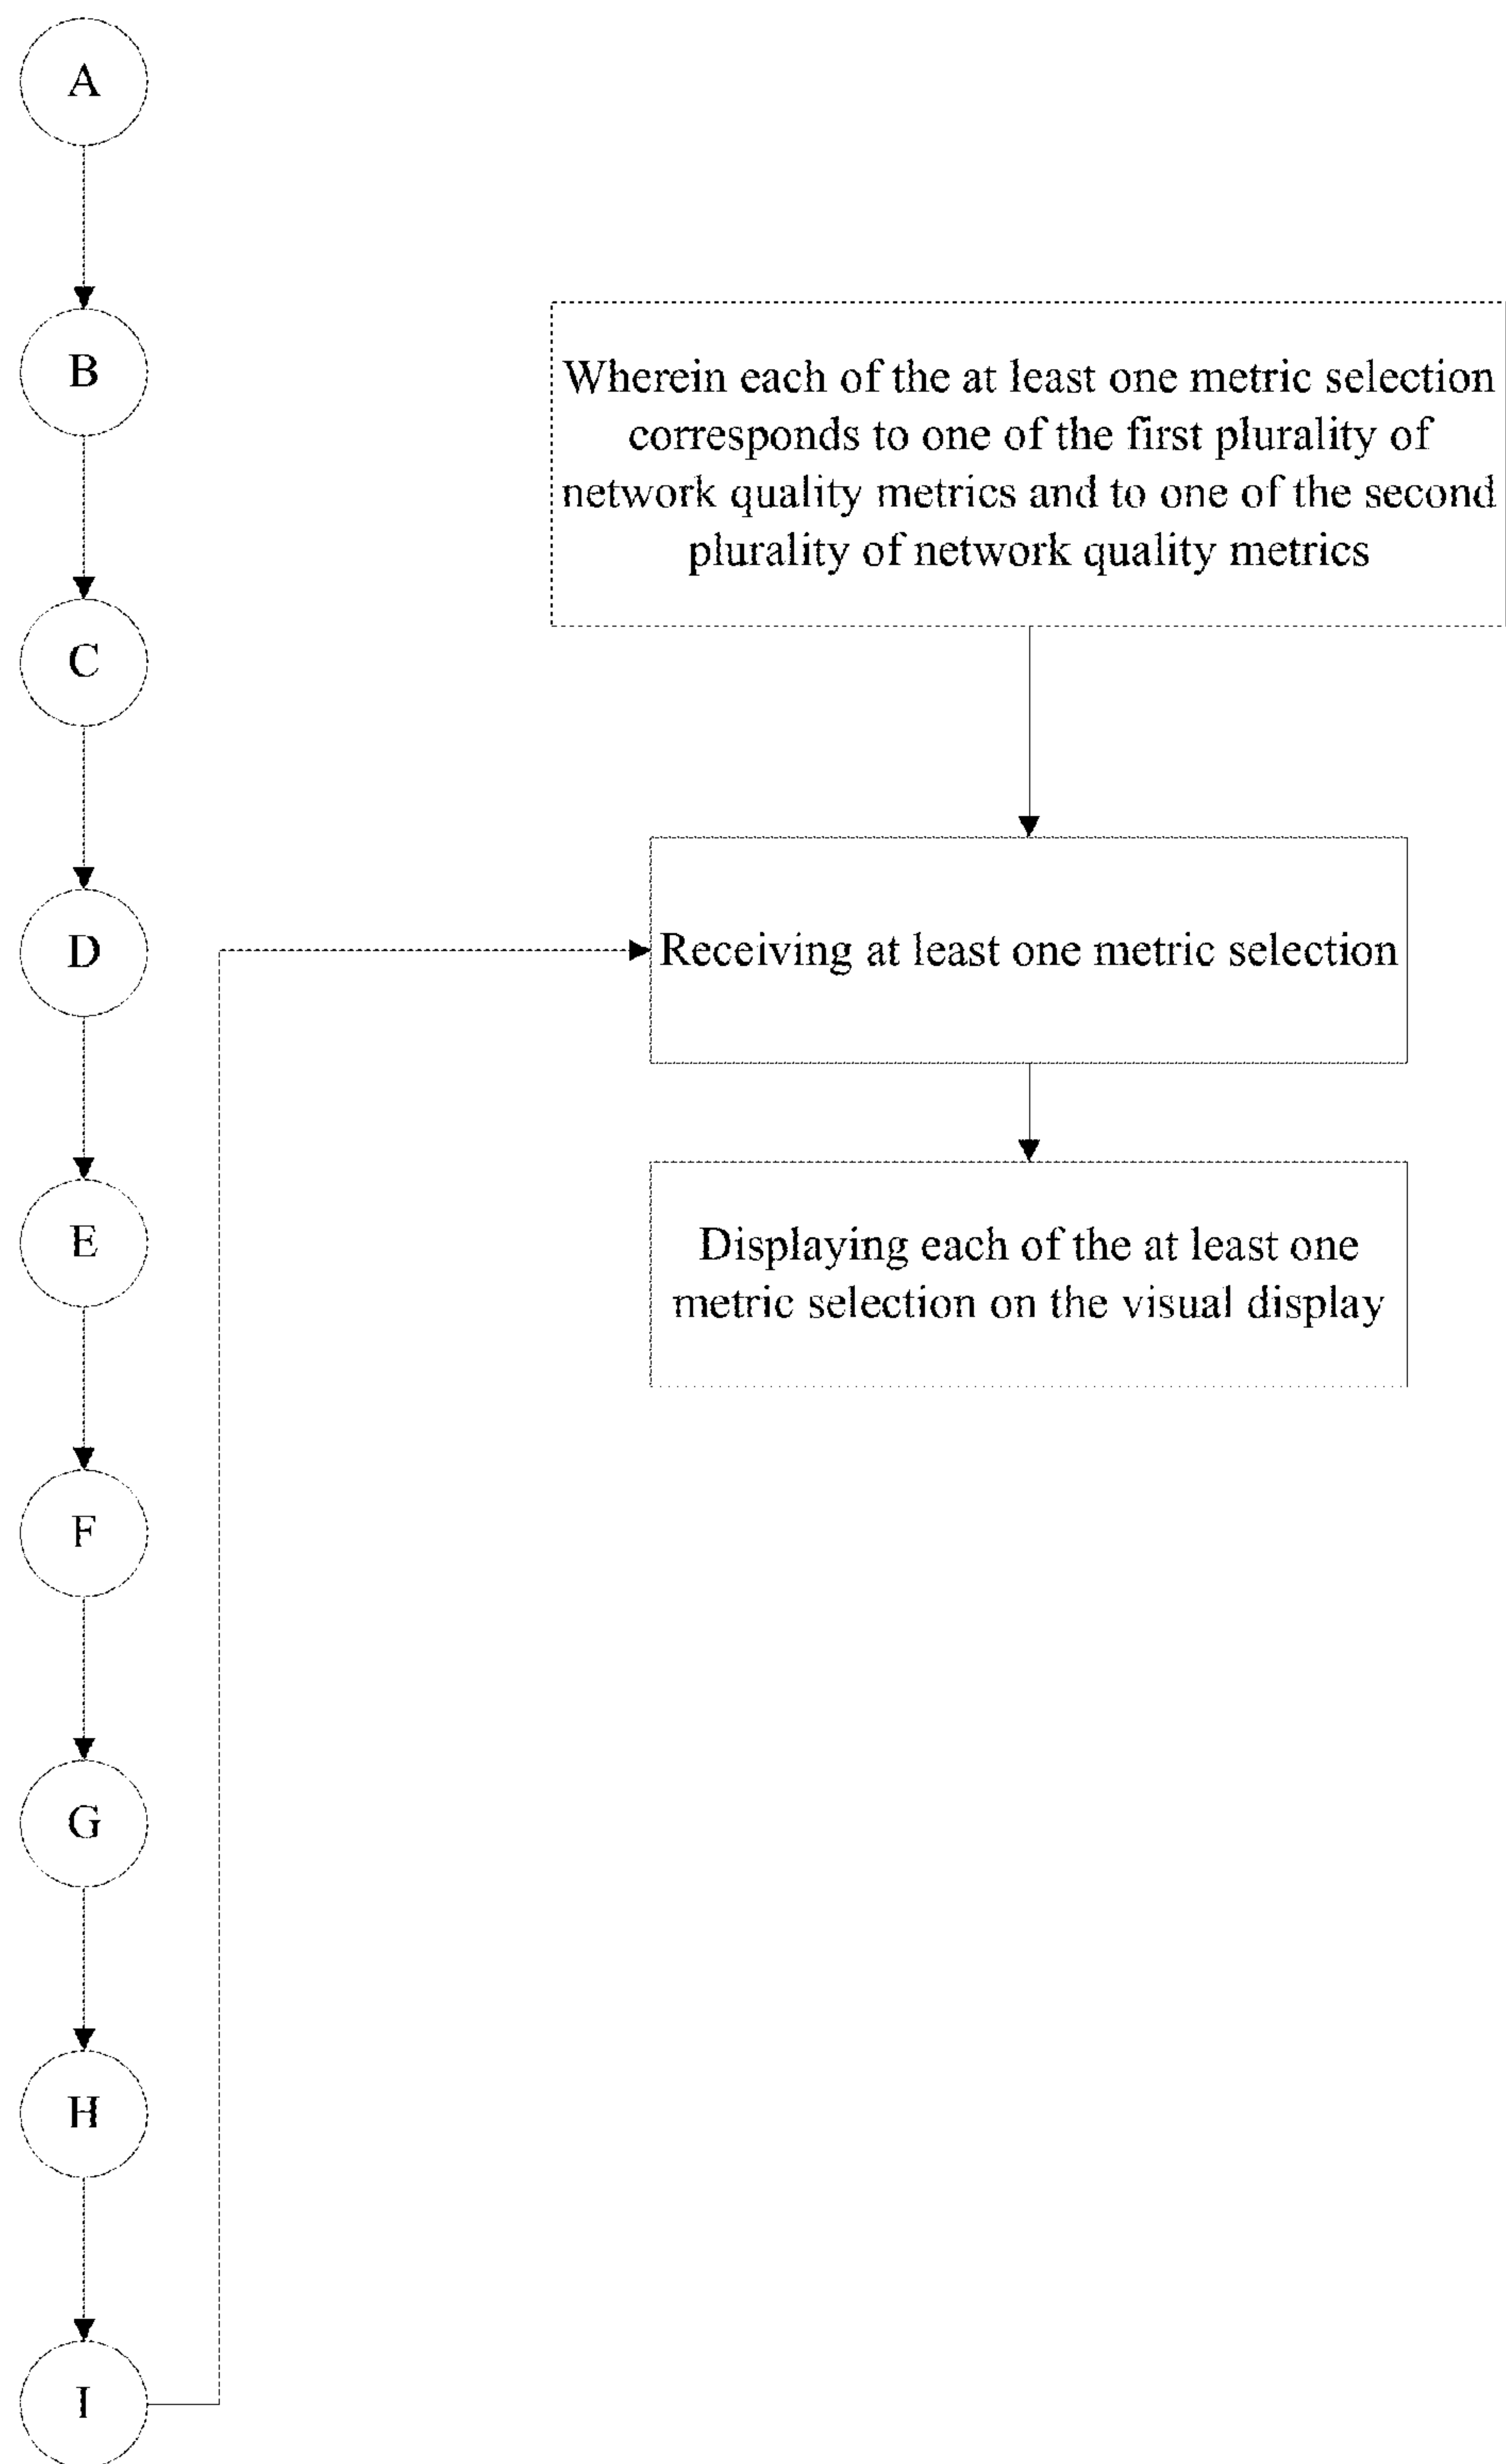 A
B
C
D
E
F
G
H
I
Wherein each of the at least one metric selection
corresponds to one of the first plurality of
network quality metrics and to one of the second
plurality of network quality metrics
Receiving at least one metric selection
Displaying each of the at least one
metric selection on the visual display